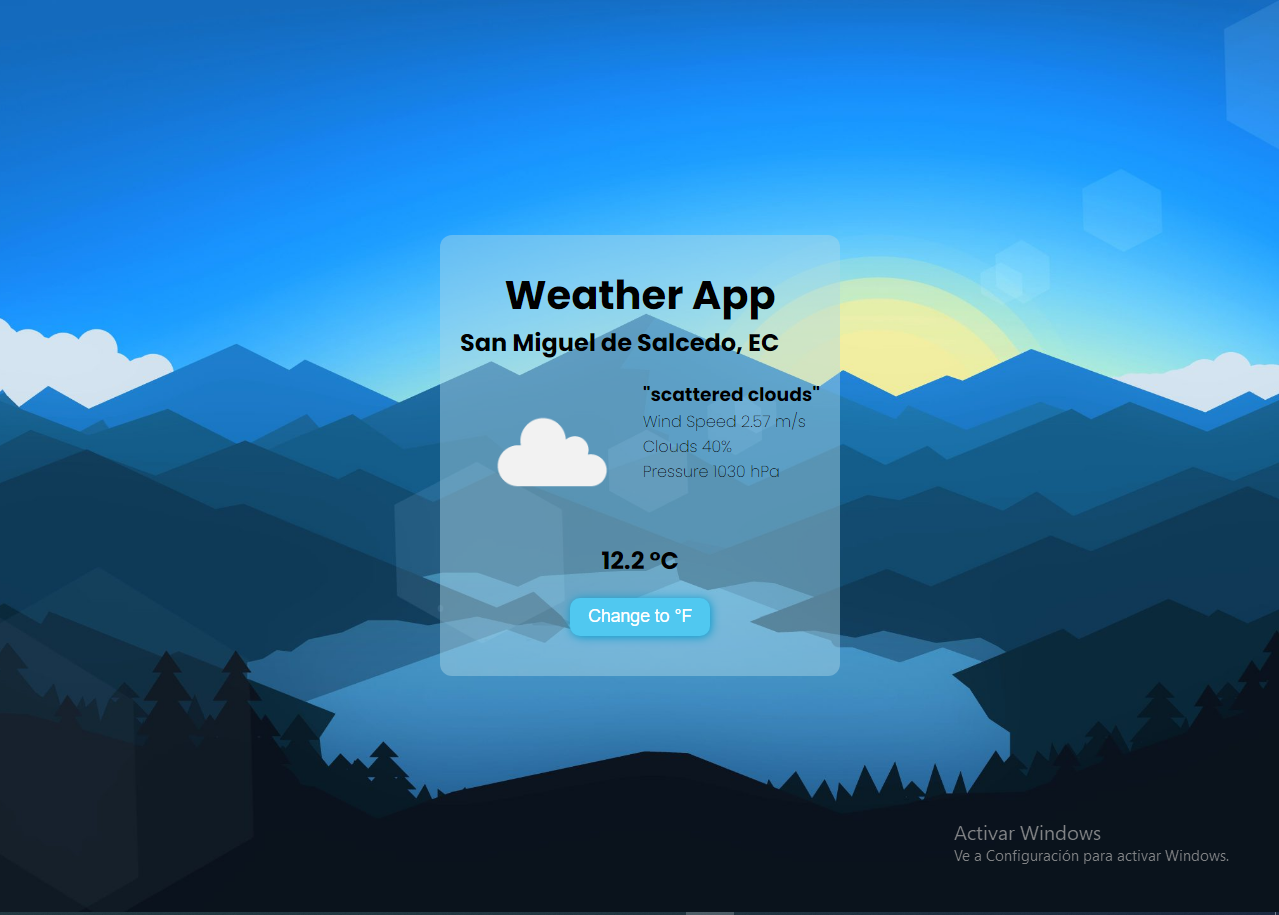 Weather App
San Miguel de Salcedo, EC
"scattered clouds"
Wind Speed 2.57 m/s
Clouds 40%
Pressure 1030 hPa
12.2 °C
Change to °F
Activar Windows
Ve a Configuración para activar Windows.